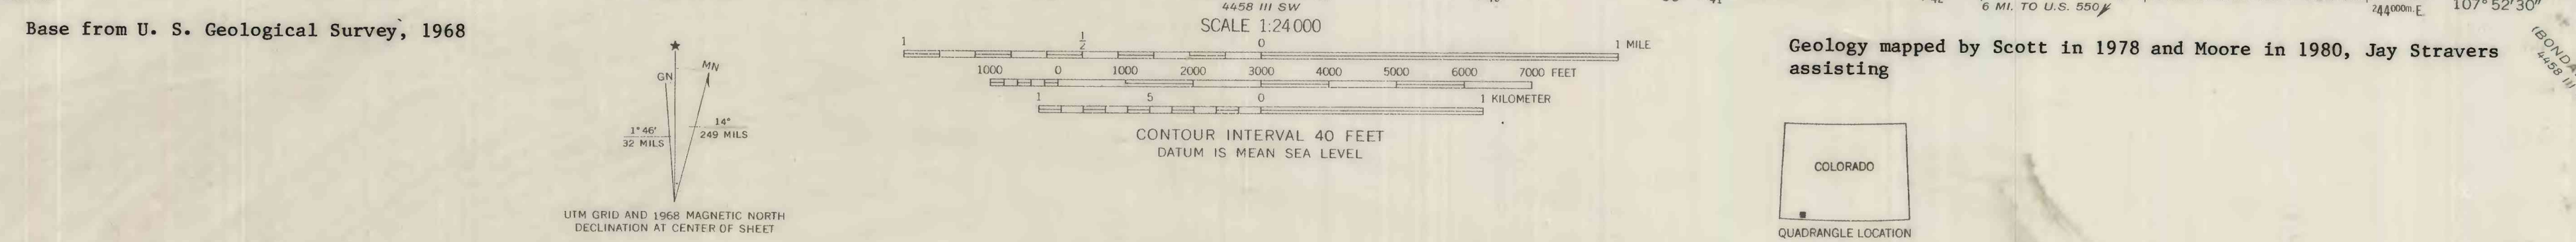 Base from U. S. Geological Survey, 1968
★
GN
MN
1°46'
32 MILS
14°
249 MILS
UTM GRID AND 1968 MAGNETIC NORTH
DECLINATION AT CENTER OF SHEET
4458 III SW
SCALE 1:24000
1 1/2 0 1 MILE
1000 0 1000 2000 3000 4000 5000 6000 7000 FEET
1 5 0 1 KILOMETER
CONTOUR INTERVAL 40 FEET
DATUM IS MEAN SEA LEVEL
6 MI. TO U.S. 550
244000m.E.
107°52'30"
Geology mapped by Scott in 1978 and Moore in 1980, Jay Stravers
assisting
COLORADO
QUADRANGLE LOCATION
4458 III